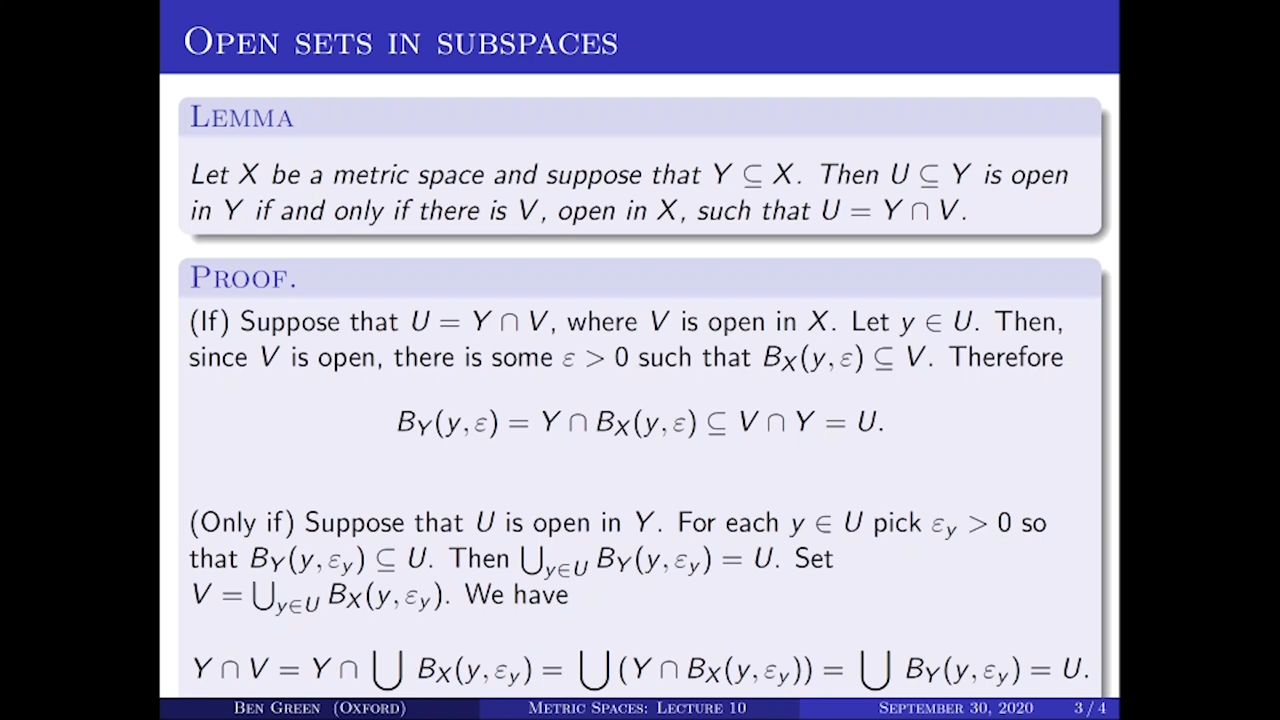 Open sets in subspaces
Lemma
Let X be a metric space and suppose that Y ⊆ X. Then U ⊆ Y is open
in Y if and only if there is V, open in X, such that U = Y ∩ V.
Proof.
(If) Suppose that U = Y ∩ V, where V is open in X. Let y ∈ U. Then,
since V is open, there is some ε > 0 such that B_X(y, ε) ⊆ V. Therefore
B_Y(y, ε) = Y ∩ B_X(y, ε) ⊆ V ∩ Y = U.
(Only if) Suppose that U is open in Y. For each y ∈ U pick ε_y > 0 so
that B_Y(y, ε_y) ⊆ U. Then ⋃_{y∈U} B_Y(y, ε_y) = U. Set
V = ⋃_{y∈U} B_X(y, ε_y). We have
Y ∩ V = Y ∩ ⋃ B_X(y, ε_y) = ⋃(Y ∩ B_X(y, ε_y)) = ⋃ B_Y(y, ε_y) = U.
Ben Green (Oxford) Metric Spaces: Lecture 10 September 30, 2020 3 / 4